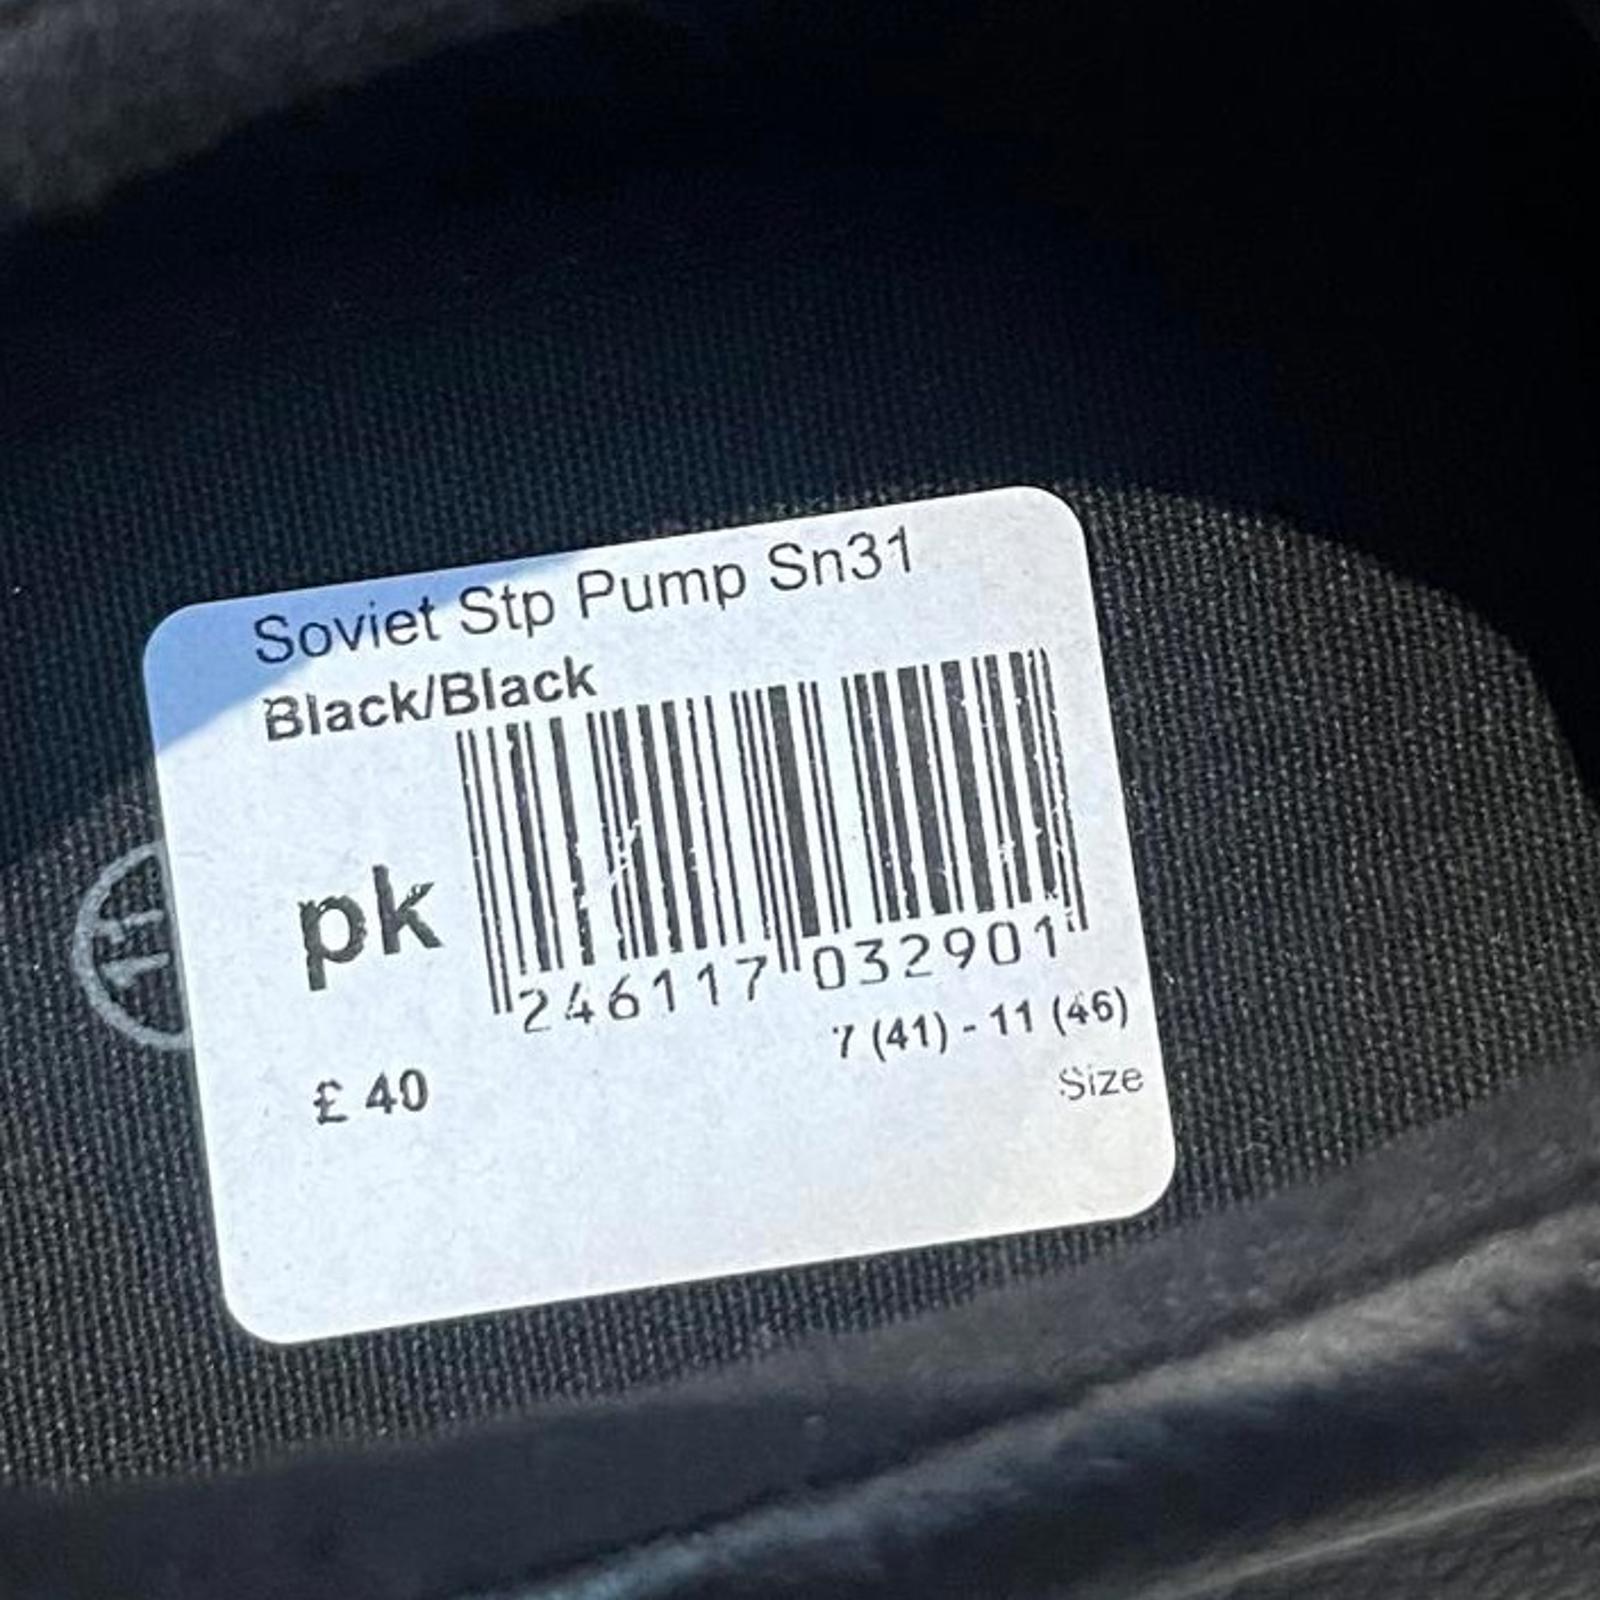 Soviet Stp Pump Sn31
Black/Black
pk
246117 032901
7 (41) - 11 (46)
£ 40
Size